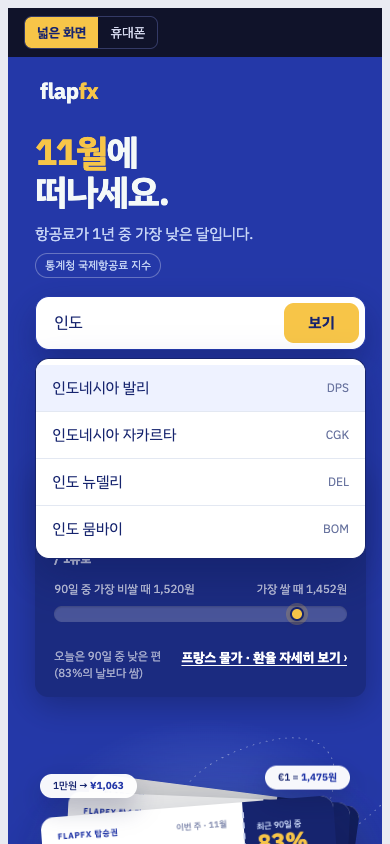 넓은 화면 휴대폰
flapfx
11월에
떠나세요.
항공료가 1년 중 가장 낮은 달입니다.
통계청 국제항공료 지수
인도 보기
인도네시아 발리 DPS
인도네시아 자카르타 CGK
인도 뉴델리 DEL
인도 뭄바이 BOM
90일 중 가장 비쌀 때 1,520원 가장 쌀 때 1,452원
오늘은 90일 중 낮은 편
(83%의 날보다 쌈)
프랑스 물가 · 환율 자세히 보기 ›
€1 = 1,475원
1만원 → ¥1,063
FLAPFX 탑승권
이번 주 · 11월
최근 90일 중
83%